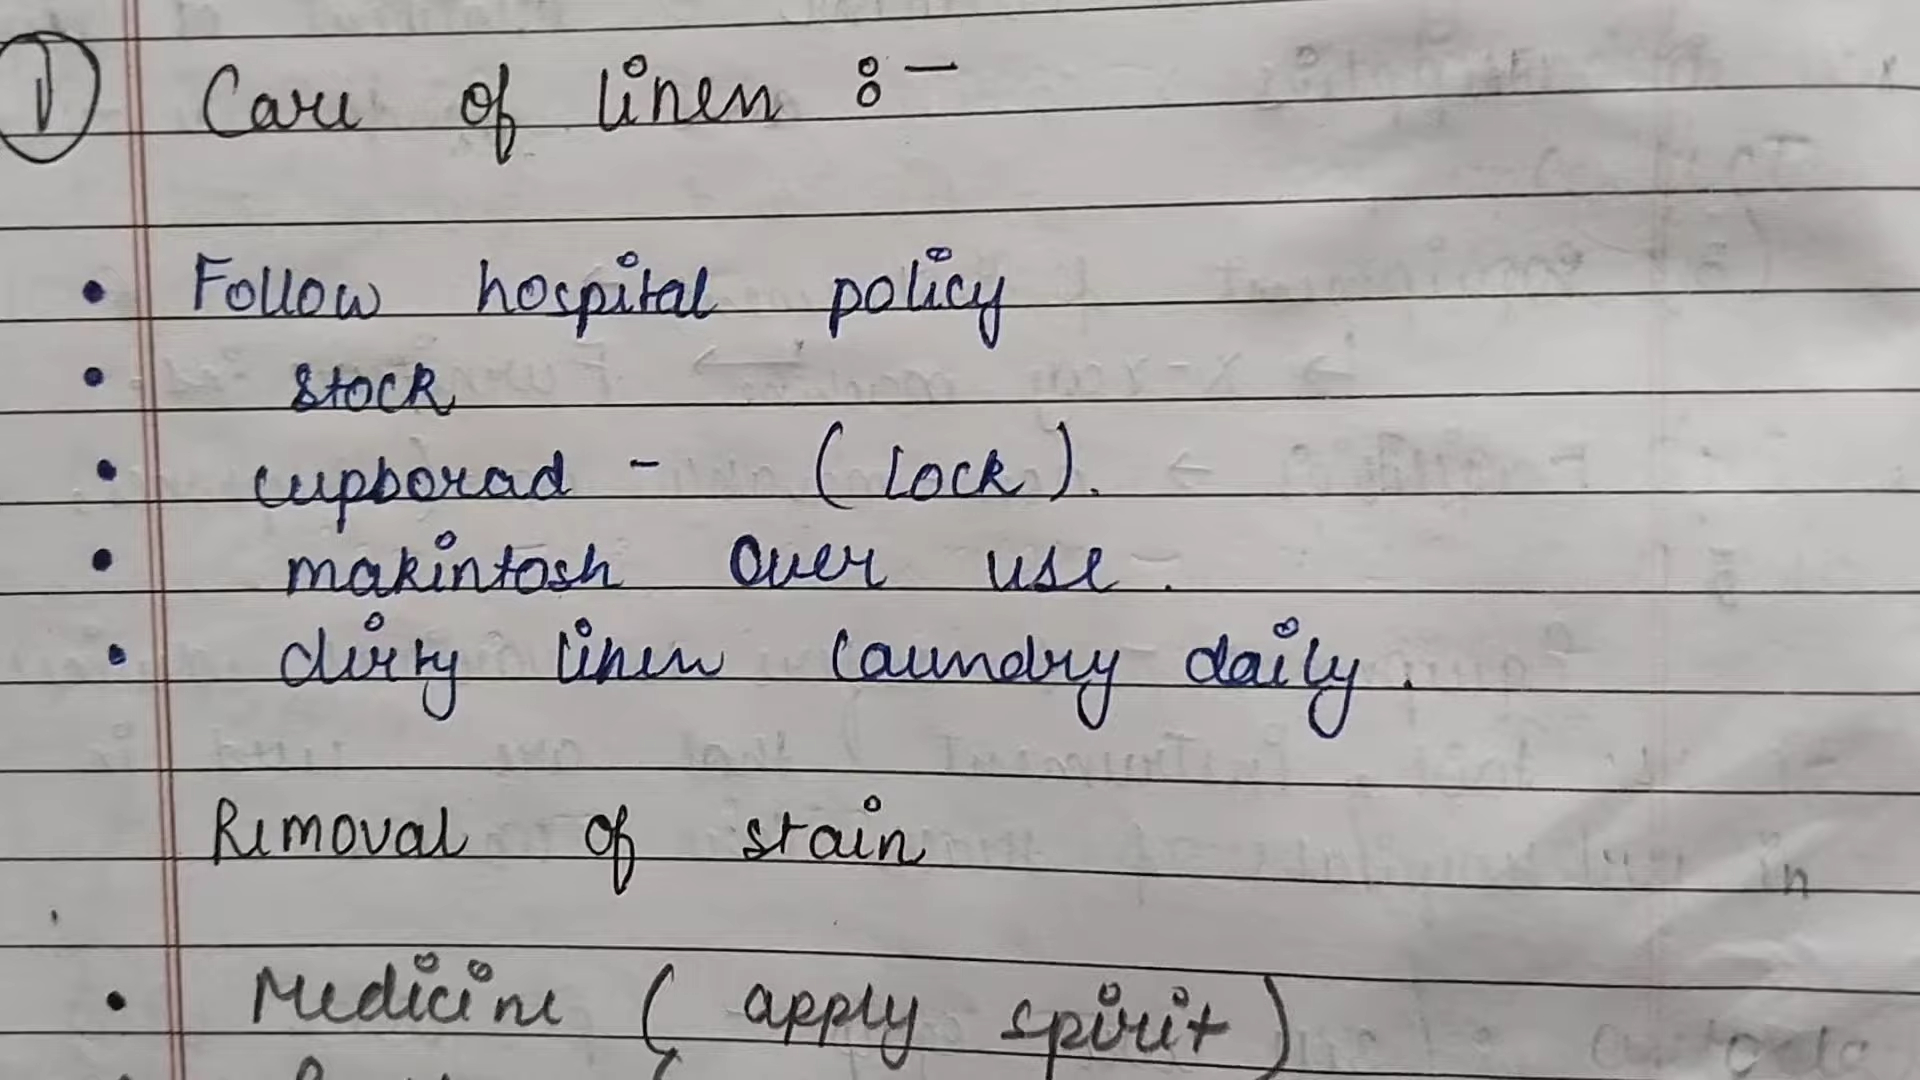 ① Care of linen :-
• Follow hospital policy
• stock
• cupborad - (Lock).
• makintosh over use.
• dirty linen laundry daily.
Removal of stain
• Medicine ( apply spirit )